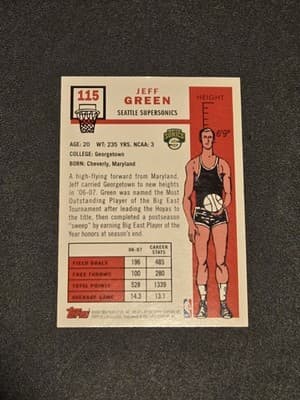 115
JEFF
GREEN
SEATTLE SUPERSONICS
HEIGHT
6'9"
AGE: 20 WT: 235 YRS. NCAA: 3
COLLEGE: Georgetown
BORN: Cheverly, Maryland
A high-flying forward from Maryland,
Jeff carried Georgetown to new heights
in '06-07. Green was named the Most
Outstanding Player of the Big East
Tournament after leading the Hoyas to
the title, then completed a postseason
"sweep" by earning Big East Player of the
Year honors at season's end.
06-07 CAREER STATS
FIELD GOALS 196 485
FREE THROWS 100 280
TOTAL POINTS 528 1339
AVERAGE GAME 14.3 13.1
Topps